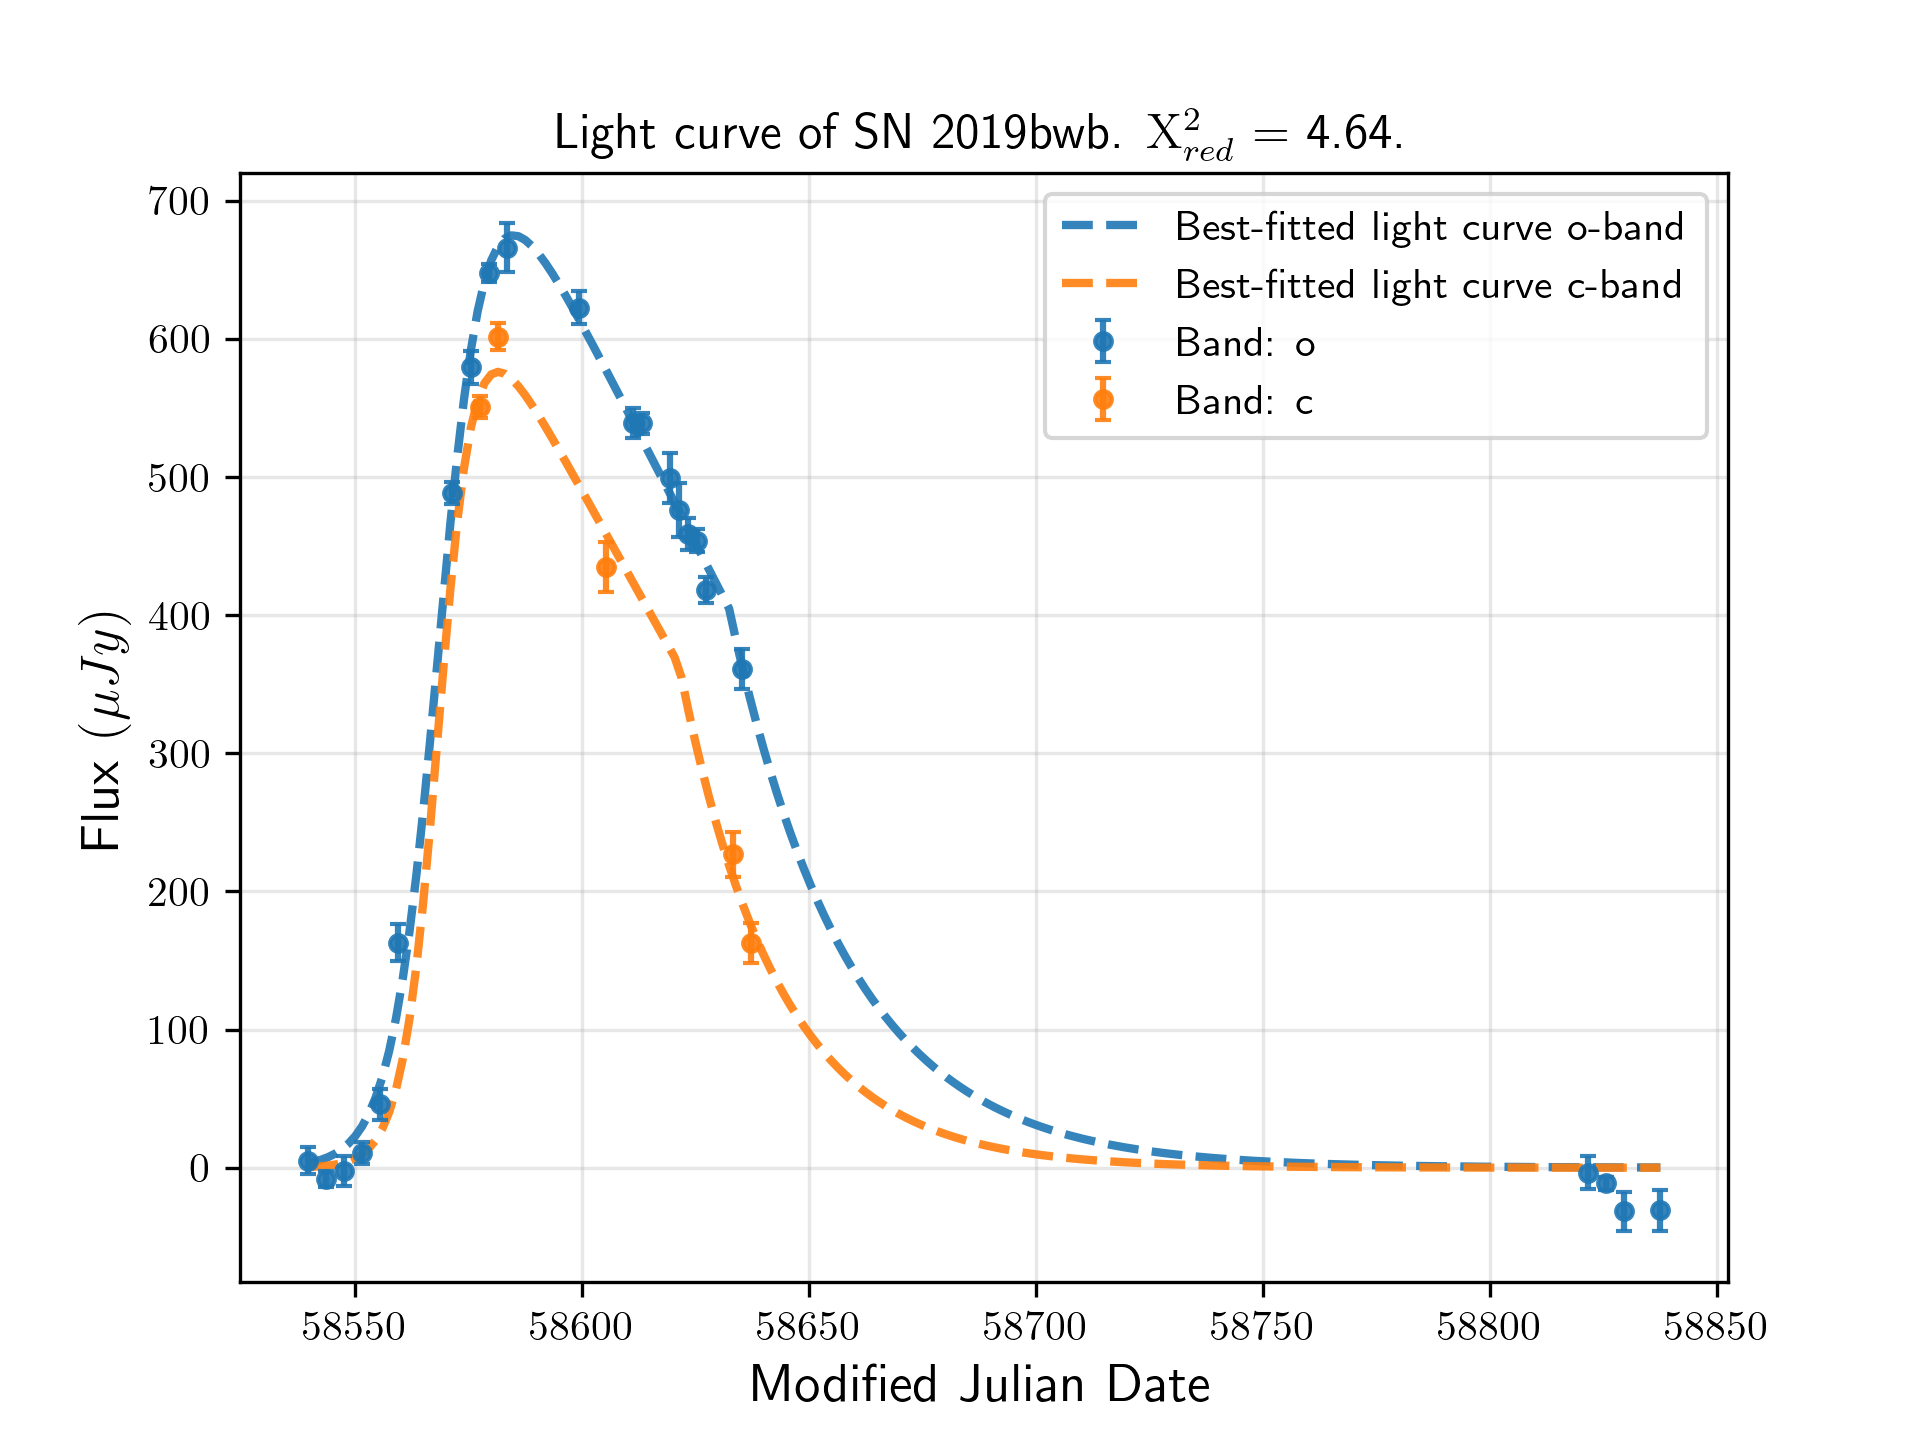 Light curve of SN 2019bwb. X²red = 4.64.
700
600
500
400
300
200
100
0
Flux (μJy)
Best-fitted light curve o-band
Best-fitted light curve c-band
Band: o
Band: c
58550 58600 58650 58700 58750 58800 58850
Modified Julian Date